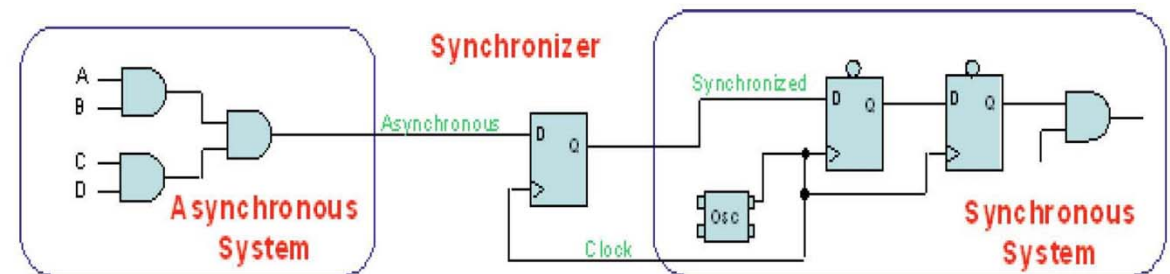 Synchronizer
A
B
C
D
Asynchronous
System
Asynchronous
D
Q
Clock
Synchronized
D
Q
D
Q
Osc
Synchronous
System